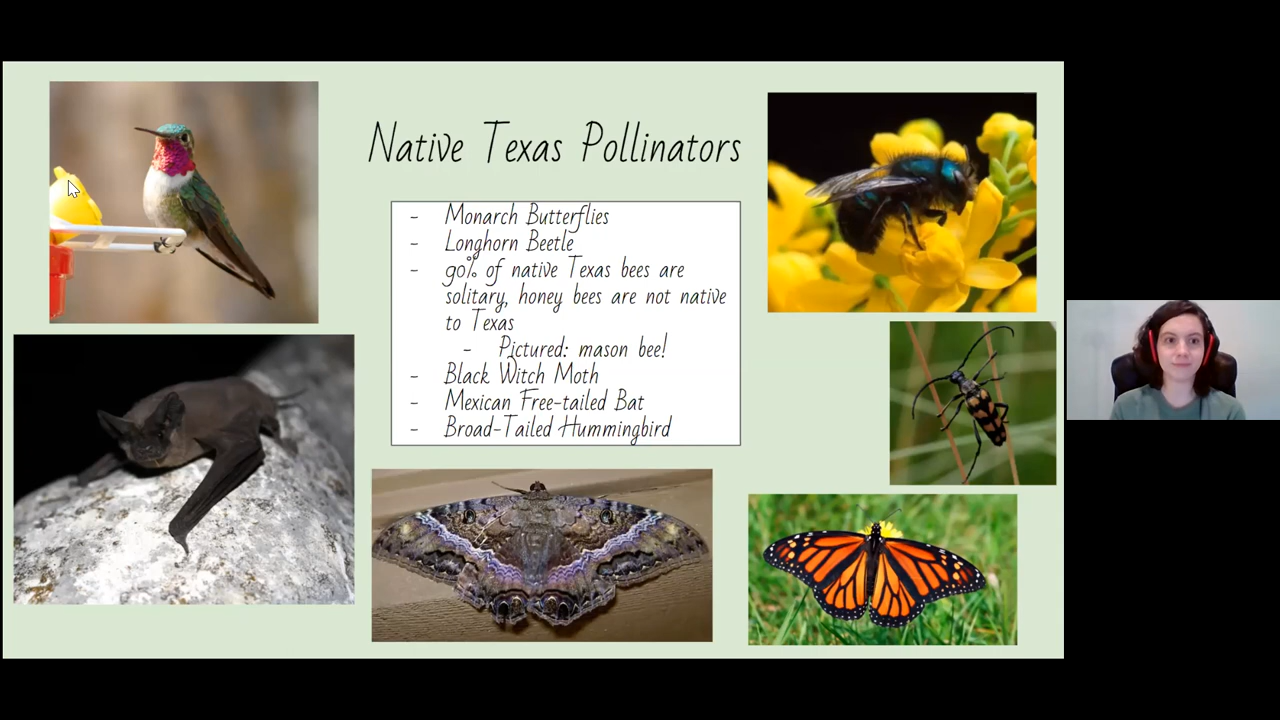 Native Texas Pollinators
- Monarch Butterflies
- Longhorn Beetle
- 90% of native Texas bees are
solitary, honey bees are not native
to Texas
- Pictured: mason bee!
- Black Witch Moth
- Mexican Free-tailed Bat
- Broad-Tailed Hummingbird